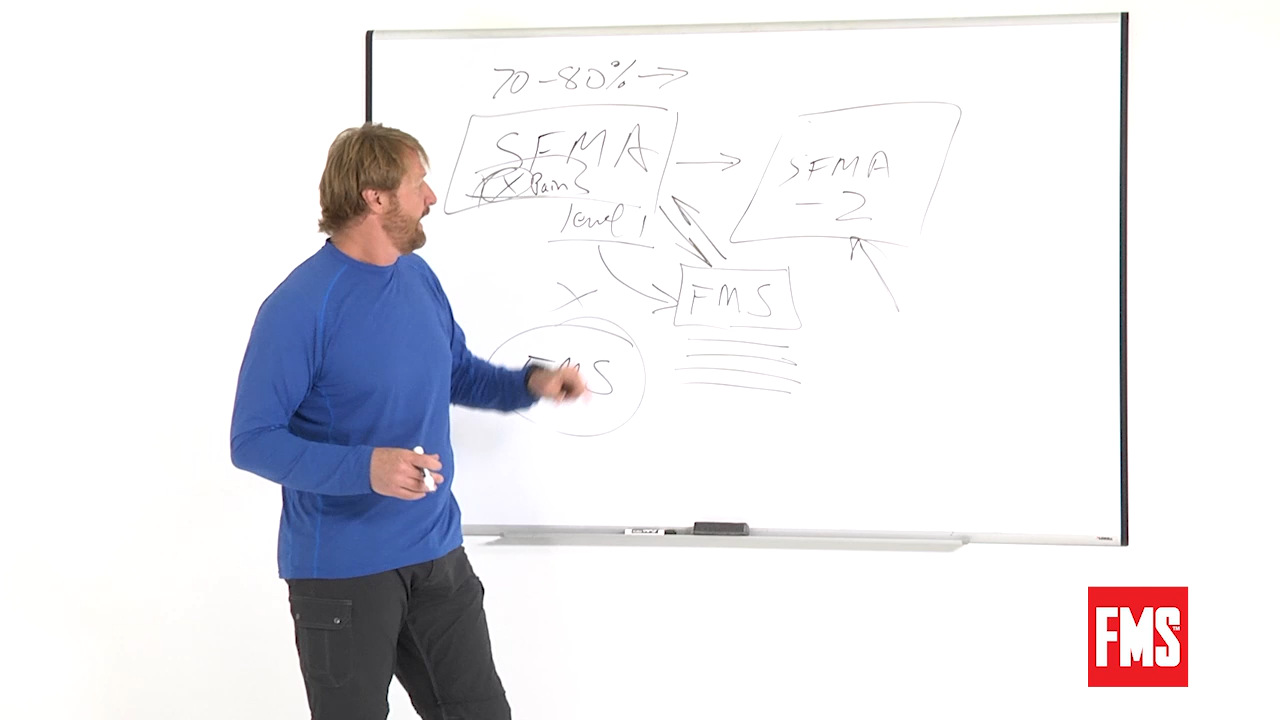 70-80% →
SFMA
X Pain
level 1
SFMA
-2
FMS
X
FMS
FMS